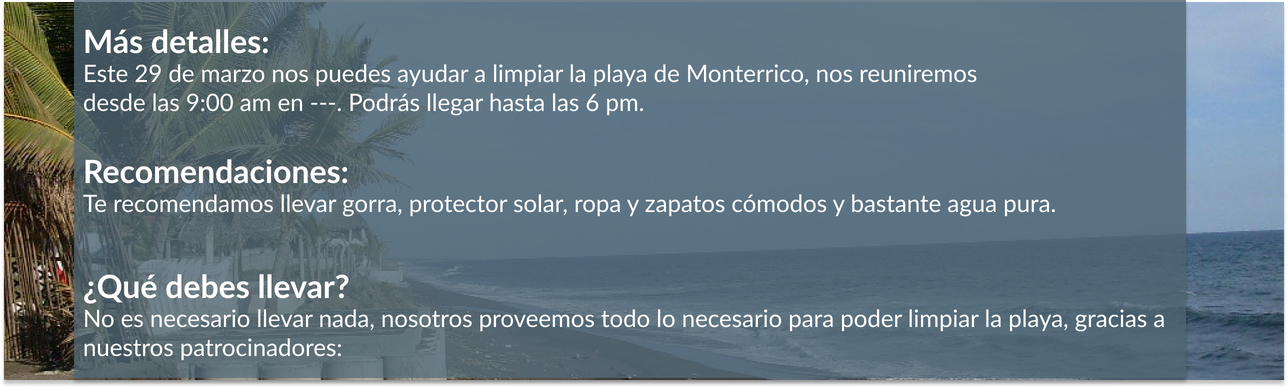 Más detalles:
Este 29 de marzo nos puedes ayudar a limpiar la playa de Monterrico, nos reuniremos
desde las 9:00 am en ---. Podrás llegar hasta las 6 pm.
Recomendaciones:
Te recomendamos llevar gorra, protector solar, ropa y zapatos cómodos y bastante agua pura.
¿Qué debes llevar?
No es necesario llevar nada, nosotros proveemos todo lo necesario para poder limpiar la playa, gracias a
nuestros patrocinadores: